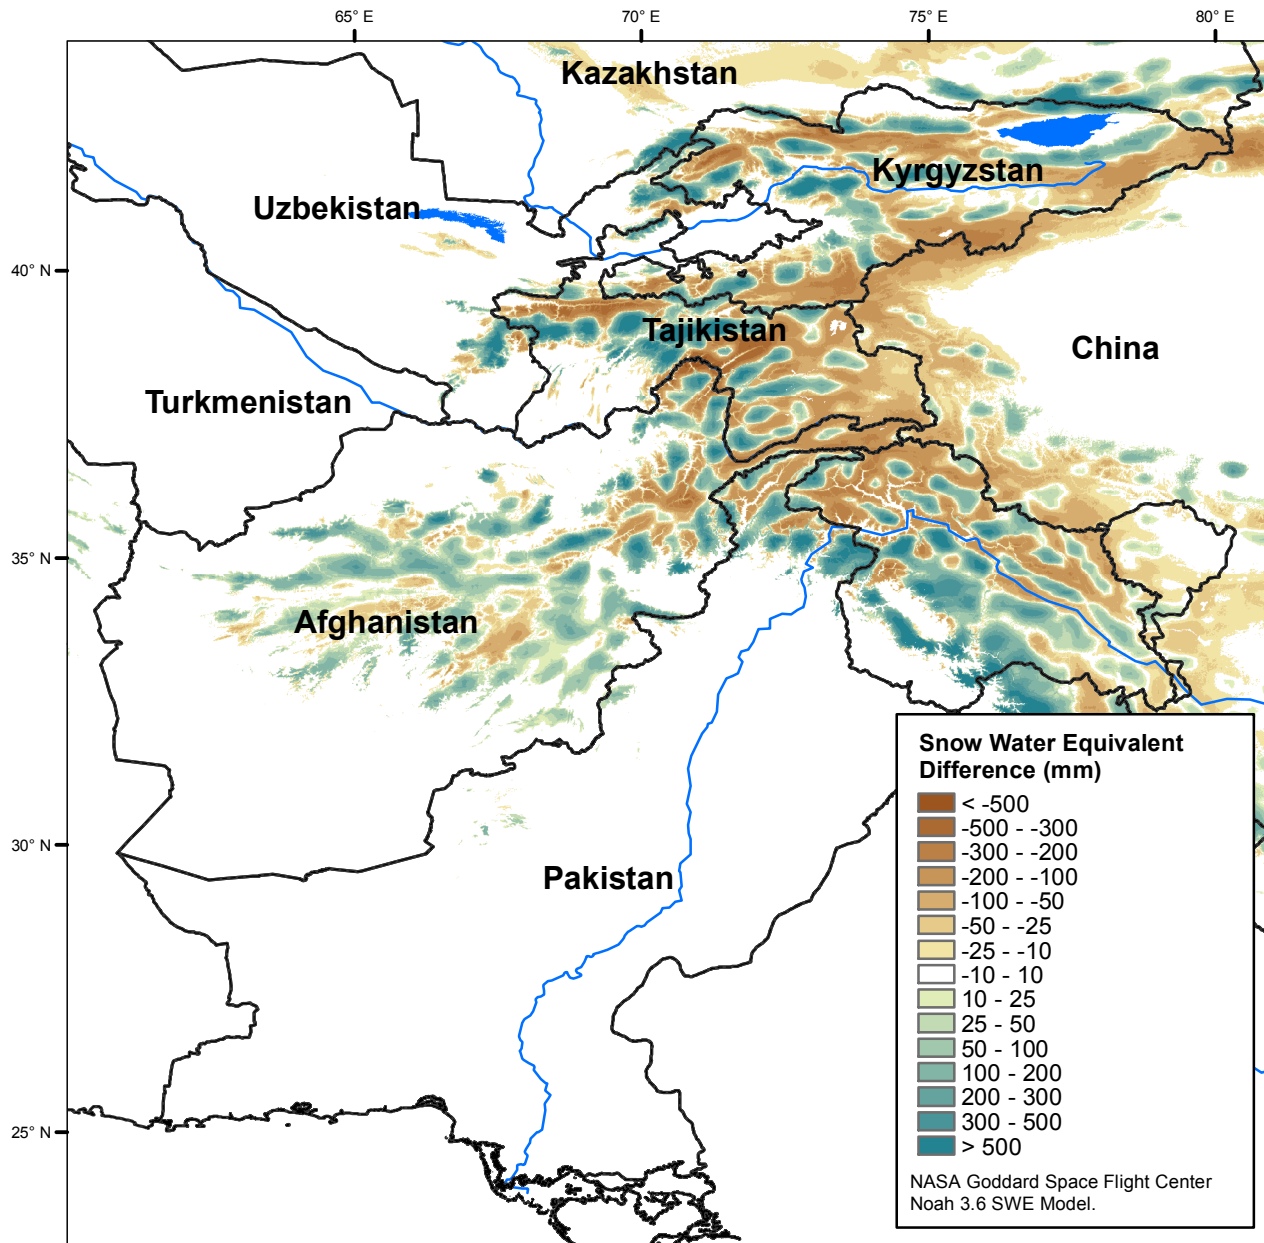 65° E
70° E
75° E
80° E
Kazakhstan
Kyrgyzstan
Uzbekistan
40° N
Tajikistan
China
Turkmenistan
35° N
Afghanistan
30° N
Pakistan
25° N
Snow Water Equivalent
Difference (mm)
< -500
-500 - -300
-300 - -200
-200 - -100
-100 - -50
-50 - -25
-25 - -10
-10 - 10
10 - 25
25 - 50
50 - 100
100 - 200
200 - 300
300 - 500
> 500
NASA Goddard Space Flight Center
Noah 3.6 SWE Model.